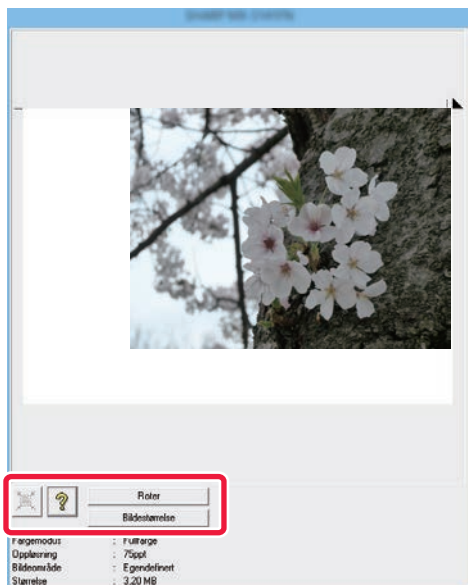 Roter
Bildestørrelse
Fargemodus : Fullfarge
Oppløsning : 75ppt
Bildeområde : Egendefinert
Størrelse : 3.20 MB